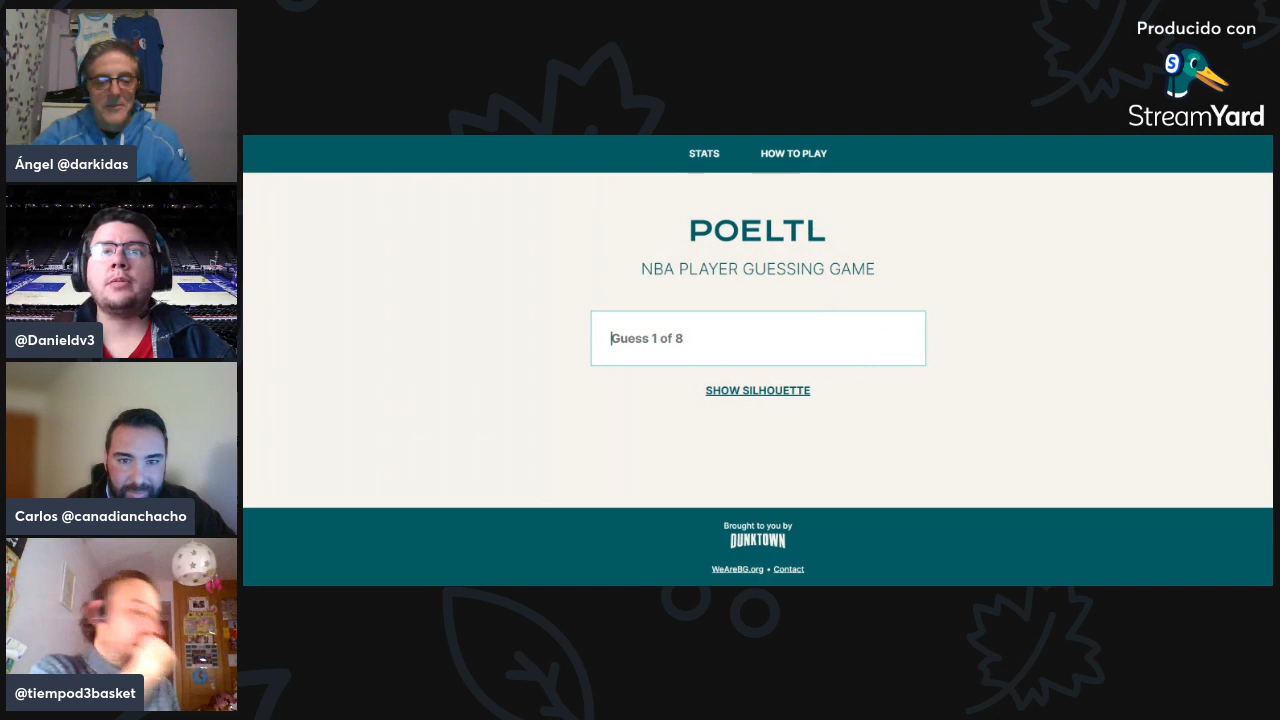 Producido con
StreamYard
Ángel @darkidas
@Danieldv3
Carlos @canadianchacho
@tiempod3basket
STATS
HOW TO PLAY
POELTL
NBA PLAYER GUESSING GAME
Guess 1 of 8
SHOW SILHOUETTE
Brought to you by
DUNKTOWN
WeAreBG.org • Contact